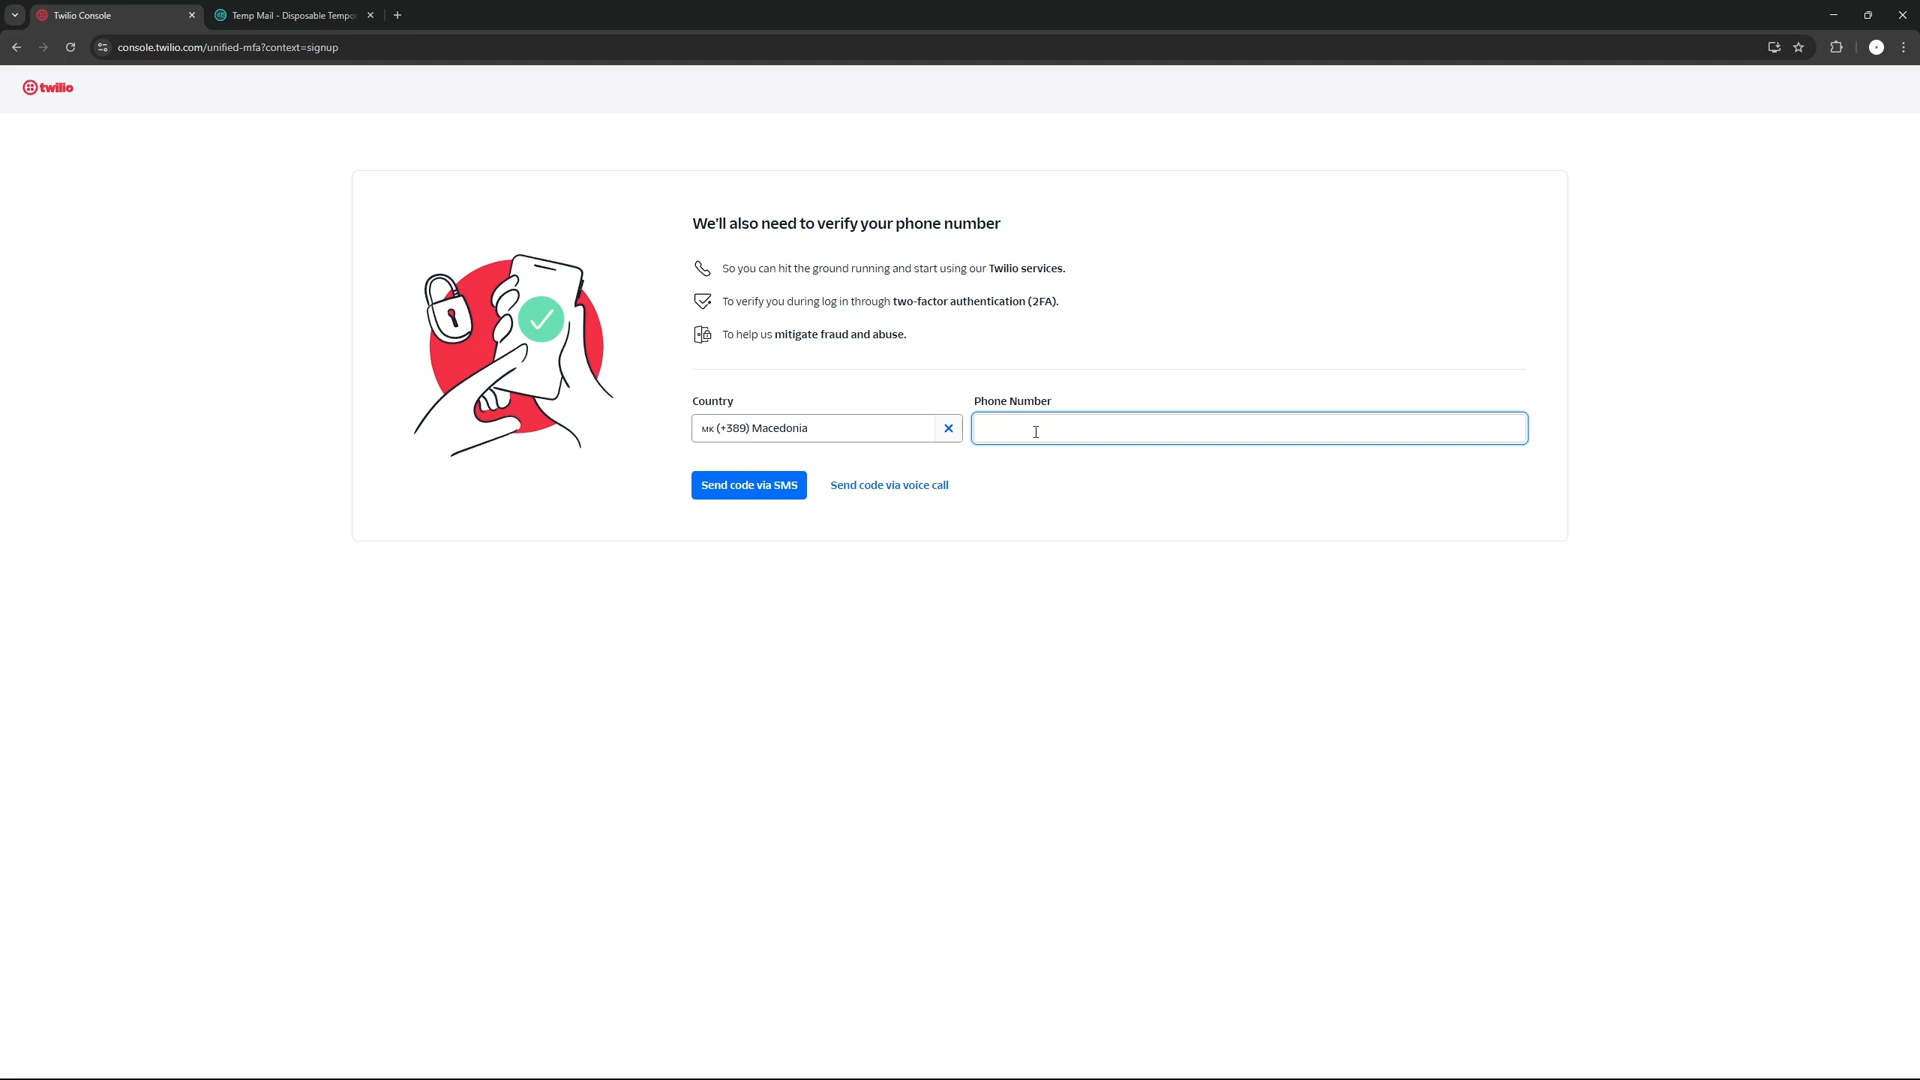 Twilio Console
Temp Mail - Disposable Tempo
console.twilio.com/unified-mfa?context=signup
twilio
We'll also need to verify your phone number
So you can hit the ground running and start using our Twilio services.
To verify you during log in through two-factor authentication (2FA).
To help us mitigate fraud and abuse.
Country
Phone Number
MK (+389) Macedonia
Send code via SMS
Send code via voice call